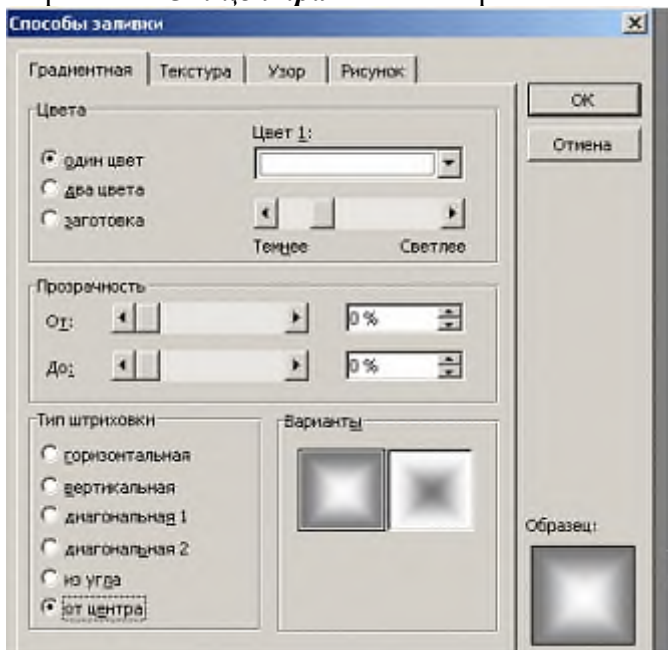 Способы заливки
Градиентная Текстура Узор Рисунок
ОК
Отмена
Цвета
Цвет 1:
один цвет
два цвета
заготовка
Темнее Светлее
Прозрачность
От: 0 %
До: 0 %
Тип штриховки
горизонтальная
вертикальная
диагональная 1
диагональная 2
из угла
от центра
Варианты
Образец: